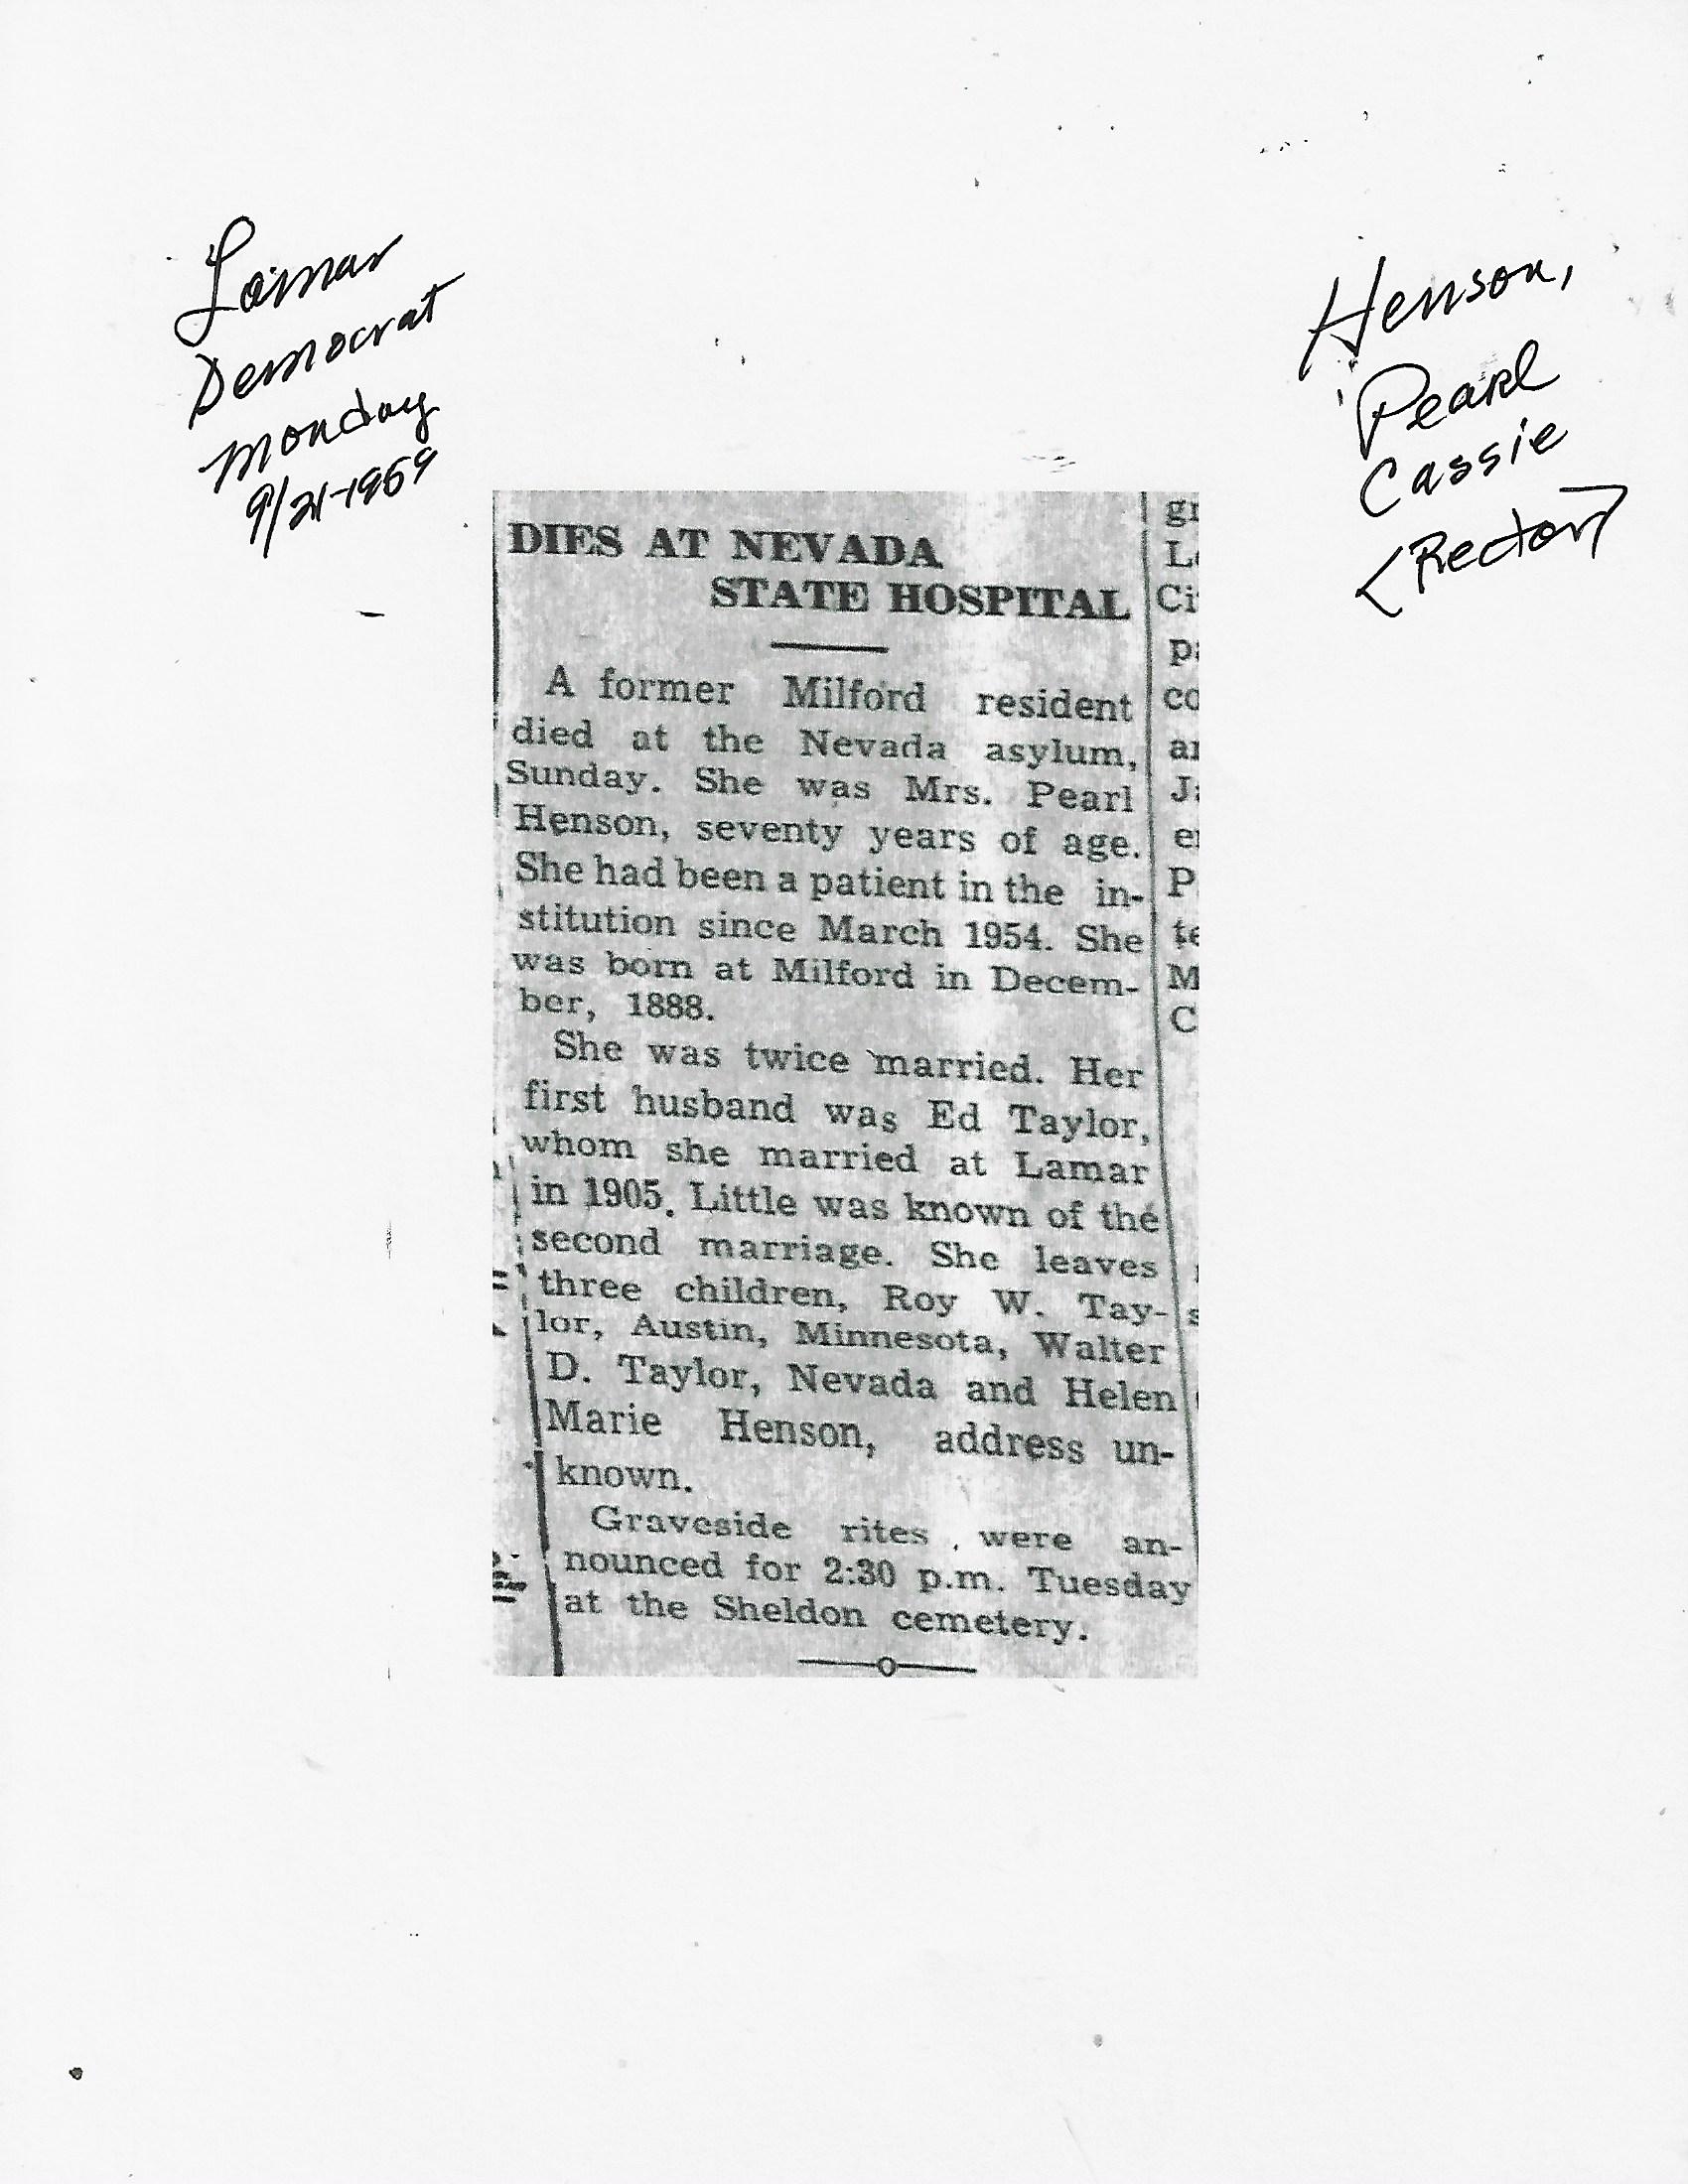 Lamar
Democrat
Monday
9/21-1959
Henson,
Pearl
Cassie
<Rector>
DIES AT NEVADA
STATE HOSPITAL
A former Milford resident
died at the Nevada asylum,
Sunday. She was Mrs. Pearl
Henson, seventy years of age.
She had been a patient in the in-
stitution since March 1954. She
was born at Milford in Decem-
ber, 1888.
She was twice married. Her
first husband was Ed Taylor,
whom she married at Lamar
in 1905. Little was known of the
second marriage. She leaves
three children, Roy W. Tay-
lor, Austin, Minnesota, Walter
D. Taylor, Nevada and Helen
Marie Henson, address un-
known.
Graveside rites were an-
nounced for 2:30 p.m. Tuesday
at the Sheldon cemetery.